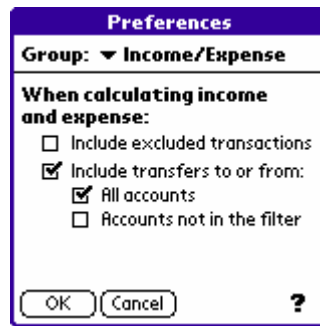 Preferences
Group: Income/Expense
When calculating income
and expense:
Include excluded transactions
Include transfers to or from:
All accounts
Accounts not in the filter
OK Cancel ?